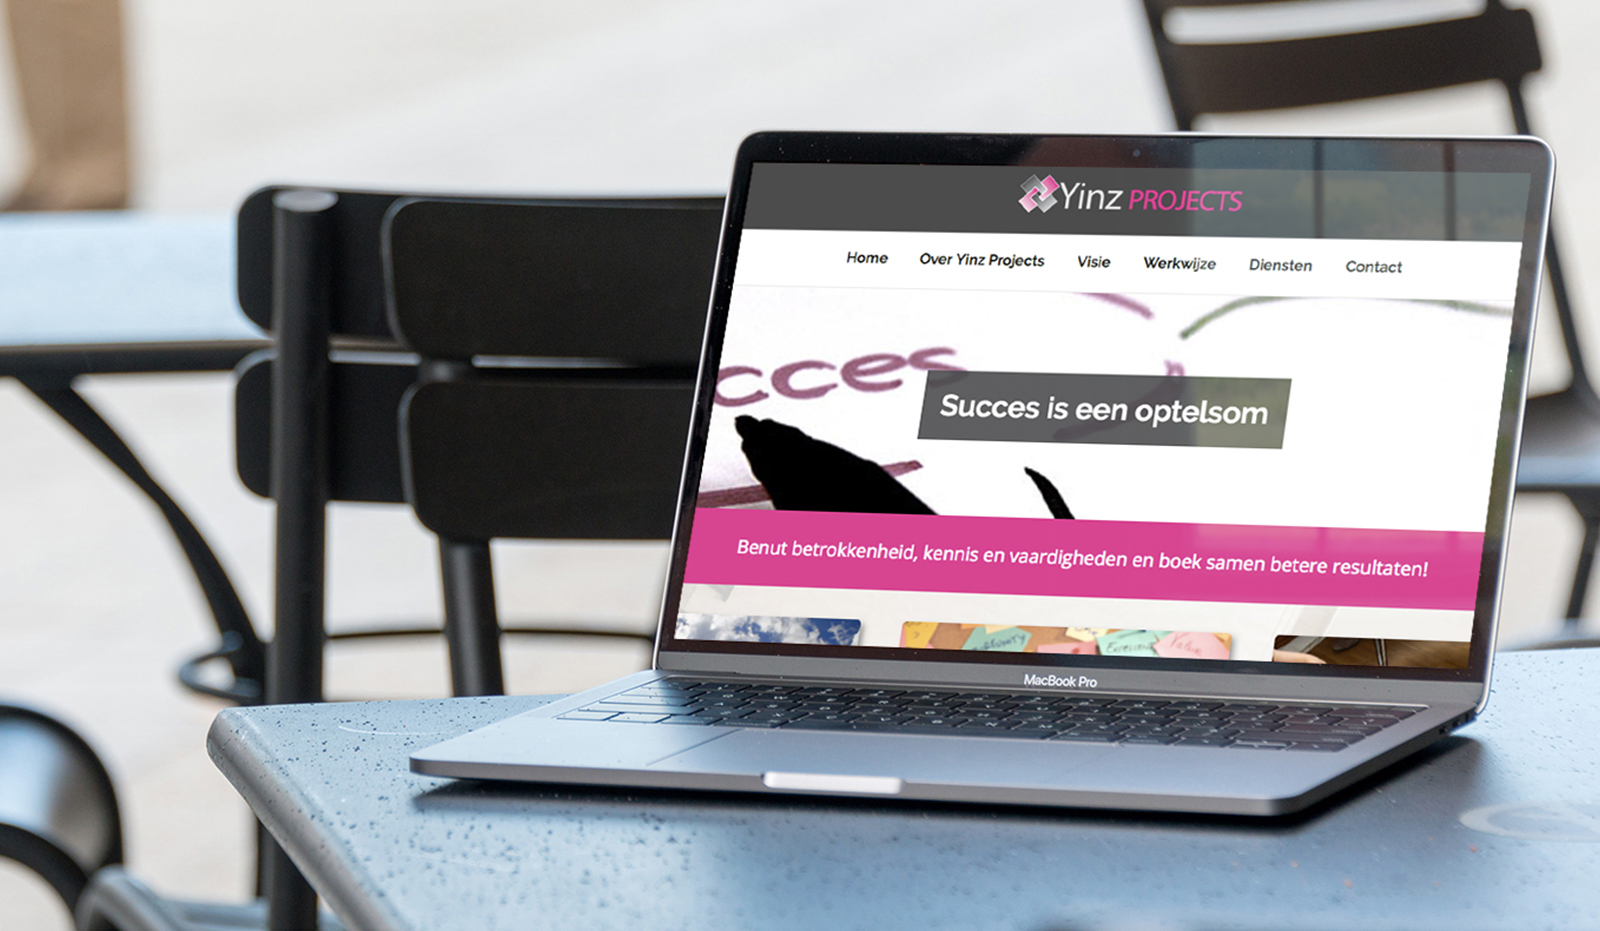 Yinz PROJECTS
Home Over Yinz Projects Visie Werkwijze Diensten Contact
cces
Succes is een optelsom
Benut betrokkenheid, kennis en vaardigheden en boek samen betere resultaten!
Value
MacBook Pro